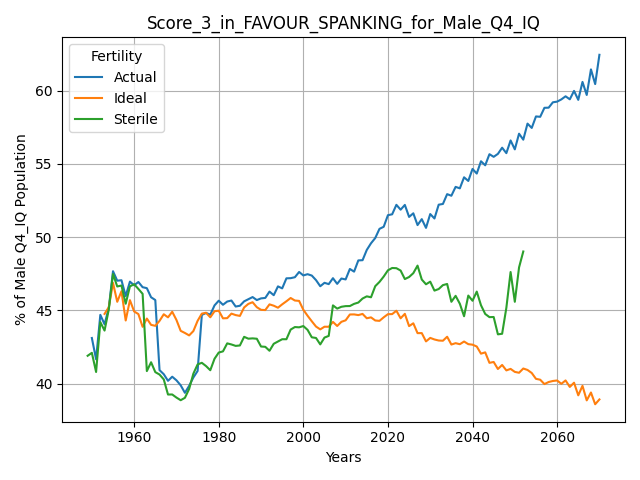 Score_3_in_FAVOUR_SPANKING_for_Male_Q4_IQ
Fertility
Actual
Ideal
Sterile
% of Male Q4_IQ Population
60
55
50
45
40
1960
1980
2000
2020
2040
2060
Years